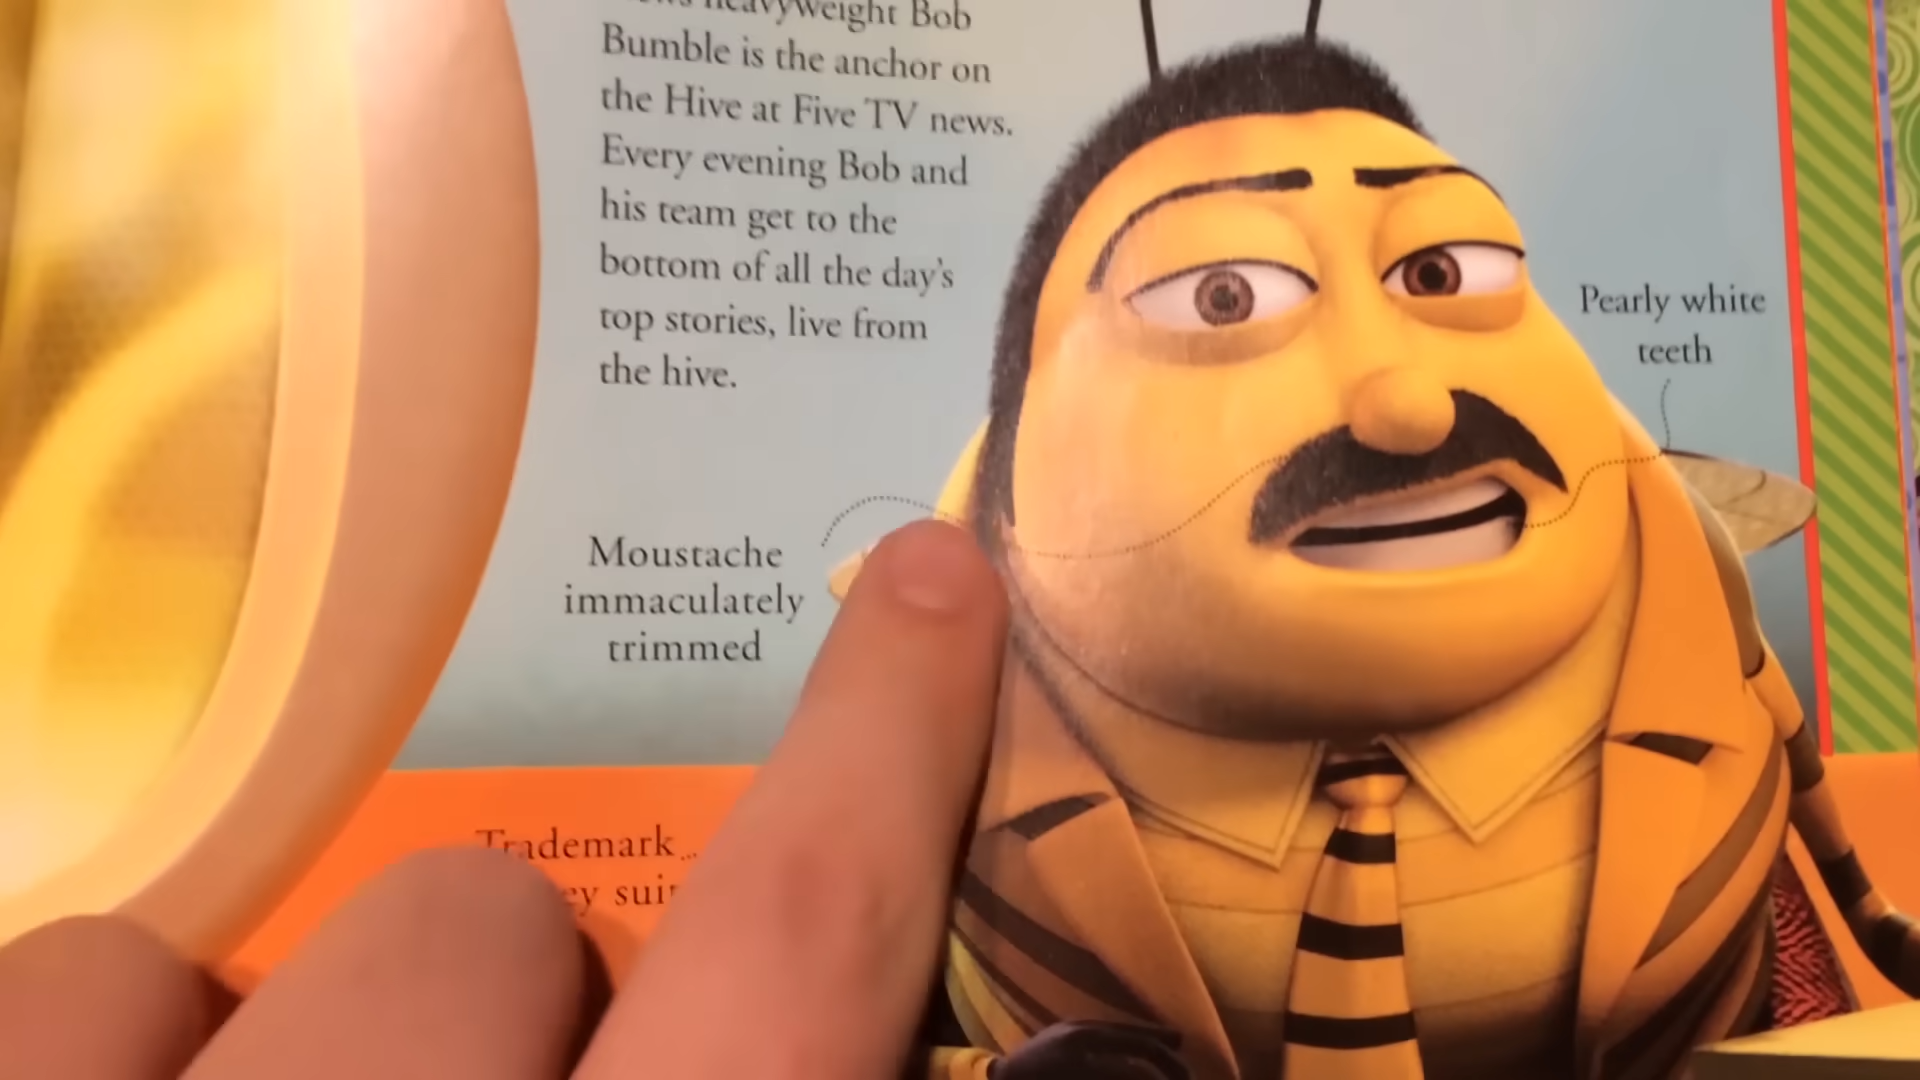 heavyweight Bob
Bumble is the anchor on
the Hive at Five TV news.
Every evening Bob and
his team get to the
bottom of all the day's
top stories, live from
the hive.
Pearly white
teeth
Moustache
immaculately
trimmed
Trademark